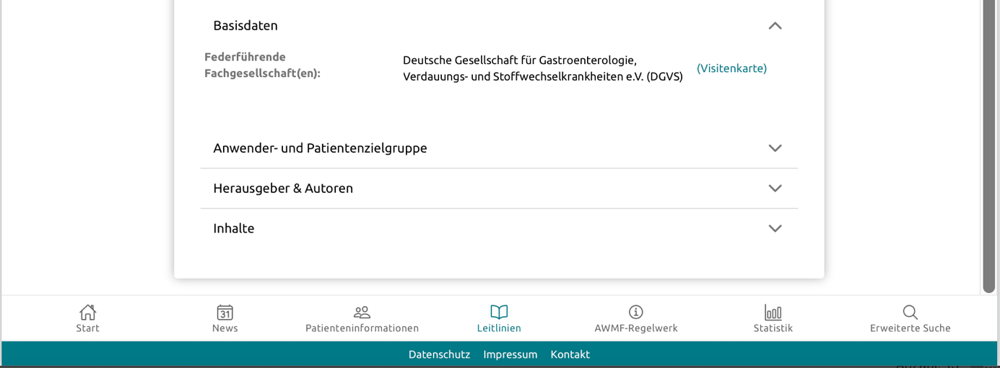 Basisdaten
Federführende
Fachgesellschaft(en):
Deutsche Gesellschaft für Gastroenterologie,
Verdauungs- und Stoffwechselkrankheiten e.V. (DGVS)
(Visitenkarte)
Anwender- und Patientenzielgruppe
Herausgeber & Autoren
Inhalte
31
Start
News
Patienteninformationen
Leitlinien
AWMF-Regelwerk
Statistik
Erweiterte Suche
Datenschutz Impressum Kontakt